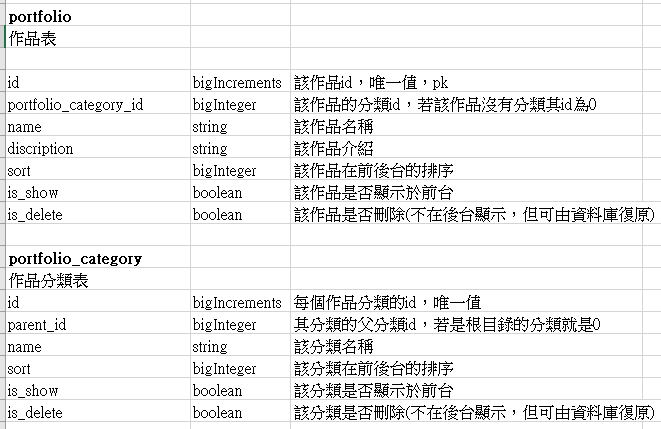 portfolio
作品表
id bigIncrements 該作品id，唯一值，pk
portfolio_category_id bigInteger 該作品的分類id，若該作品沒有分類其id為0
name string 該作品名稱
discription string 該作品介紹
sort bigInteger 該作品在前後台的排序
is_show boolean 該作品是否顯示於前台
is_delete boolean 該作品是否刪除(不在後台顯示，但可由資料庫復原)
portfolio_category
作品分類表
id bigIncrements 每個作品分類的id，唯一值
parent_id bigInteger 其分類的父分類id，若是根目錄的分類就是0
name string 該分類名稱
sort bigInteger 該分類在前後台的排序
is_show boolean 該分類是否顯示於前台
is_delete boolean 該分類是否刪除(不在後台顯示，但可由資料庫復原)